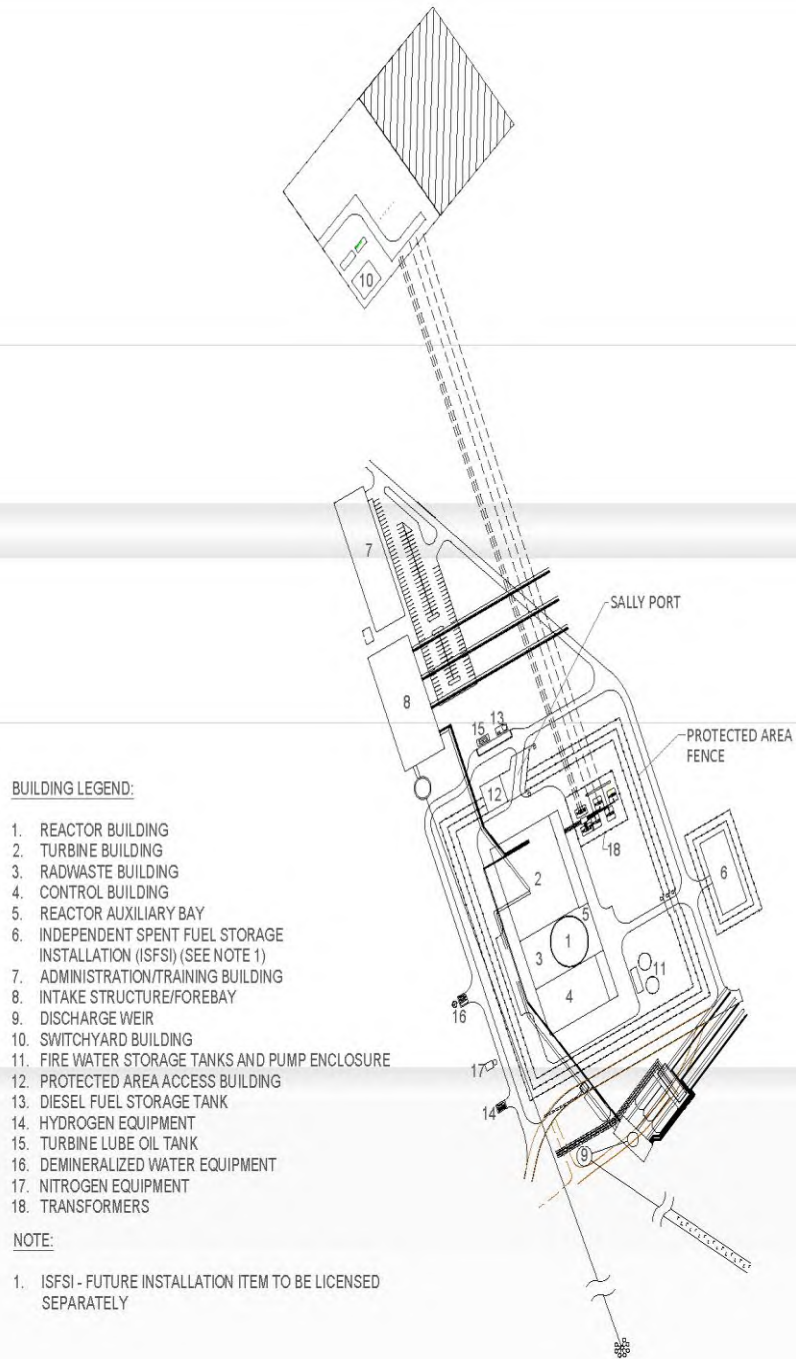 10
7
SALLY PORT
8
13
15
PROTECTED AREA
FENCE
12
18
2
6
5
1
3
11
4
16
17
14
9
BUILDING LEGEND:
1. REACTOR BUILDING
2. TURBINE BUILDING
3. RADWASTE BUILDING
4. CONTROL BUILDING
5. REACTOR AUXILIARY BAY
6. INDEPENDENT SPENT FUEL STORAGE
INSTALLATION (ISFSI) (SEE NOTE 1)
7. ADMINISTRATION/TRAINING BUILDING
8. INTAKE STRUCTURE/FOREBAY
9. DISCHARGE WEIR
10. SWITCHYARD BUILDING
11. FIRE WATER STORAGE TANKS AND PUMP ENCLOSURE
12. PROTECTED AREA ACCESS BUILDING
13. DIESEL FUEL STORAGE TANK
14. HYDROGEN EQUIPMENT
15. TURBINE LUBE OIL TANK
16. DEMINERALIZED WATER EQUIPMENT
17. NITROGEN EQUIPMENT
18. TRANSFORMERS
NOTE:
1. ISFSI - FUTURE INSTALLATION ITEM TO BE LICENSED
SEPARATELY